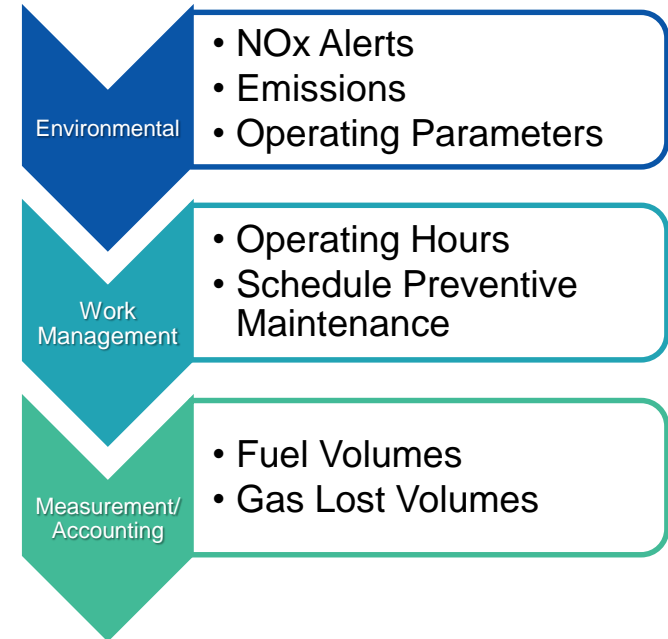 Environmental
• NOx Alerts
• Emissions
• Operating Parameters
Work
Management
• Operating Hours
• Schedule Preventive
Maintenance
Measurement/
Accounting
• Fuel Volumes
• Gas Lost Volumes